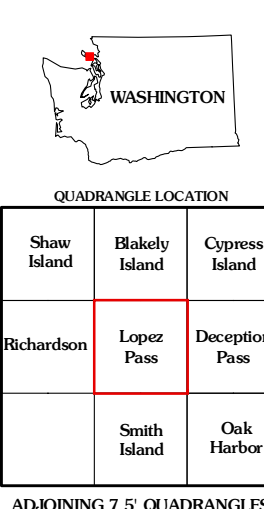 WASHINGTON
QUADRANGLE LOCATION
Shaw Island
Blakely Island
Cypress Island
Richardson
Lopez Pass
Deception Pass
Smith Island
Oak Harbor
ADJOINING 7.5' QUADRANGLES